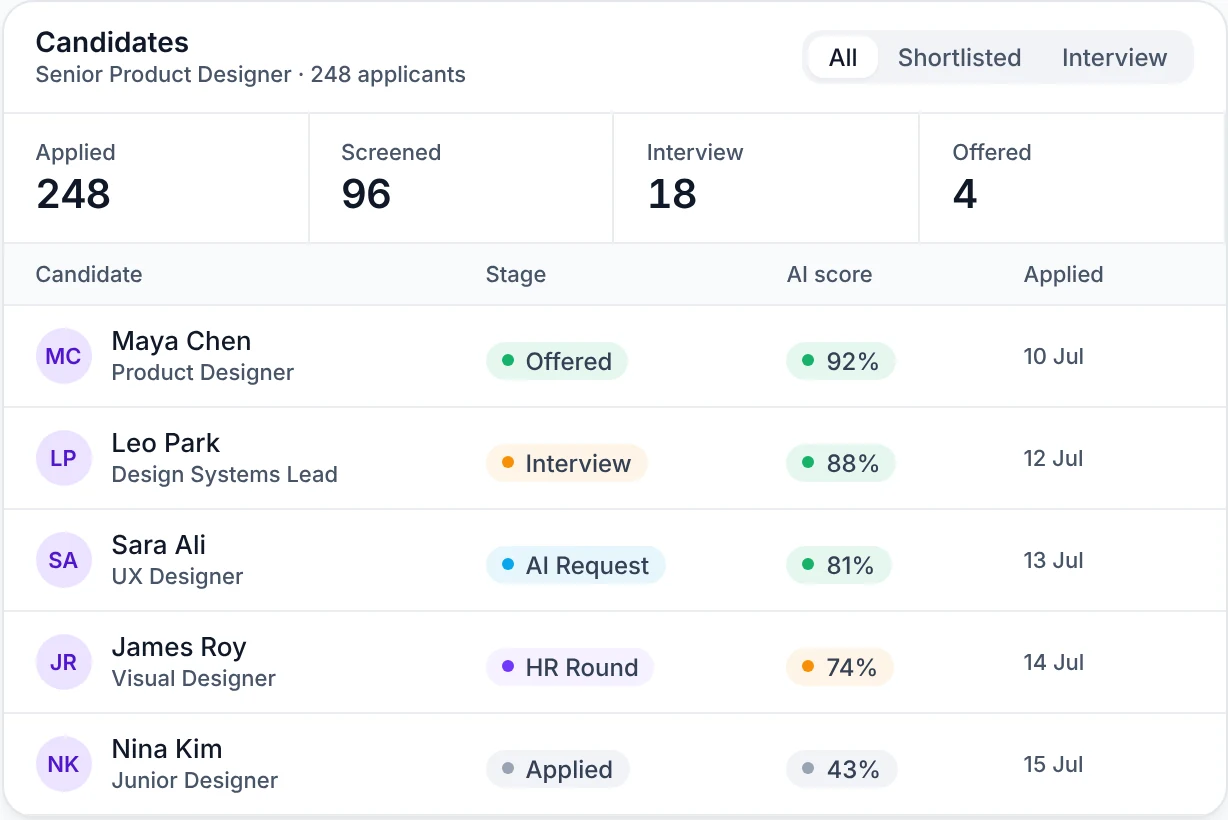 Candidates
Senior Product Designer · 248 applicants
All Shortlisted Interview
Applied Screened Interview Offered
248 96 18 4
Candidate Stage AI score Applied
MC Maya Chen
Product Designer
Offered 92% 10 Jul
LP Leo Park
Design Systems Lead
Interview 88% 12 Jul
SA Sara Ali
UX Designer
AI Request 81% 13 Jul
JR James Roy
Visual Designer
HR Round 74% 14 Jul
NK Nina Kim
Junior Designer
Applied 43% 15 Jul